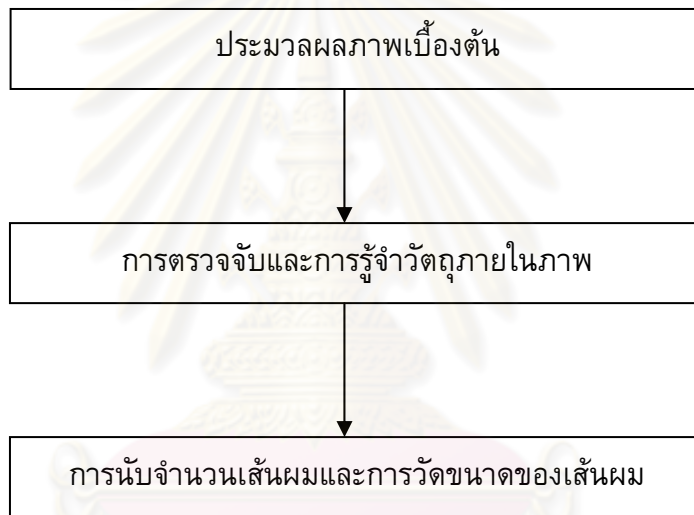 ประมวลผลภาพเบื้องต้น
การตรวจจับและการรู้จำวัตถุภายในภาพ
การนับจำนวนเส้นผมและการวัดขนาดของเส้นผม